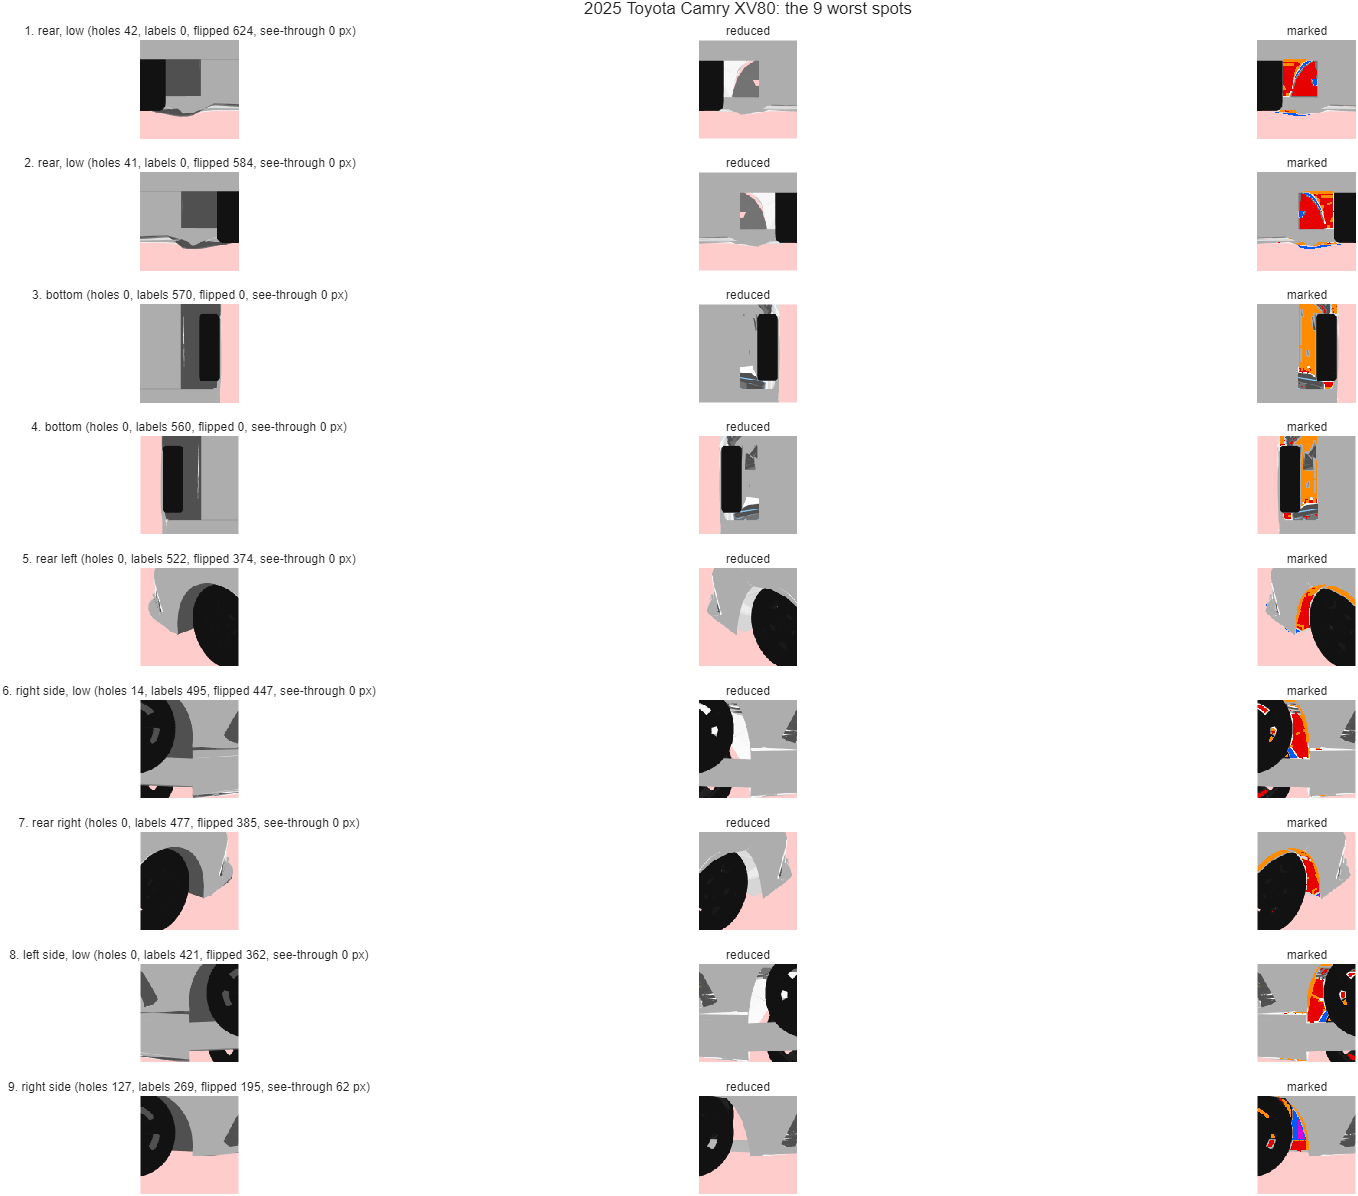 2025 Toyota Camry XV80: the 9 worst spots
1. rear, low (holes 42, labels 0, flipped 624, see-through 0 px)
reduced
marked
2. rear, low (holes 41, labels 0, flipped 584, see-through 0 px)
reduced
marked
3. bottom (holes 0, labels 570, flipped 0, see-through 0 px)
reduced
marked
4. bottom (holes 0, labels 560, flipped 0, see-through 0 px)
reduced
marked
5. rear left (holes 0, labels 522, flipped 374, see-through 0 px)
reduced
marked
6. right side, low (holes 14, labels 495, flipped 447, see-through 0 px)
reduced
marked
7. rear right (holes 0, labels 477, flipped 385, see-through 0 px)
reduced
marked
8. left side, low (holes 0, labels 421, flipped 362, see-through 0 px)
reduced
marked
9. right side (holes 127, labels 269, flipped 195, see-through 62 px)
reduced
marked